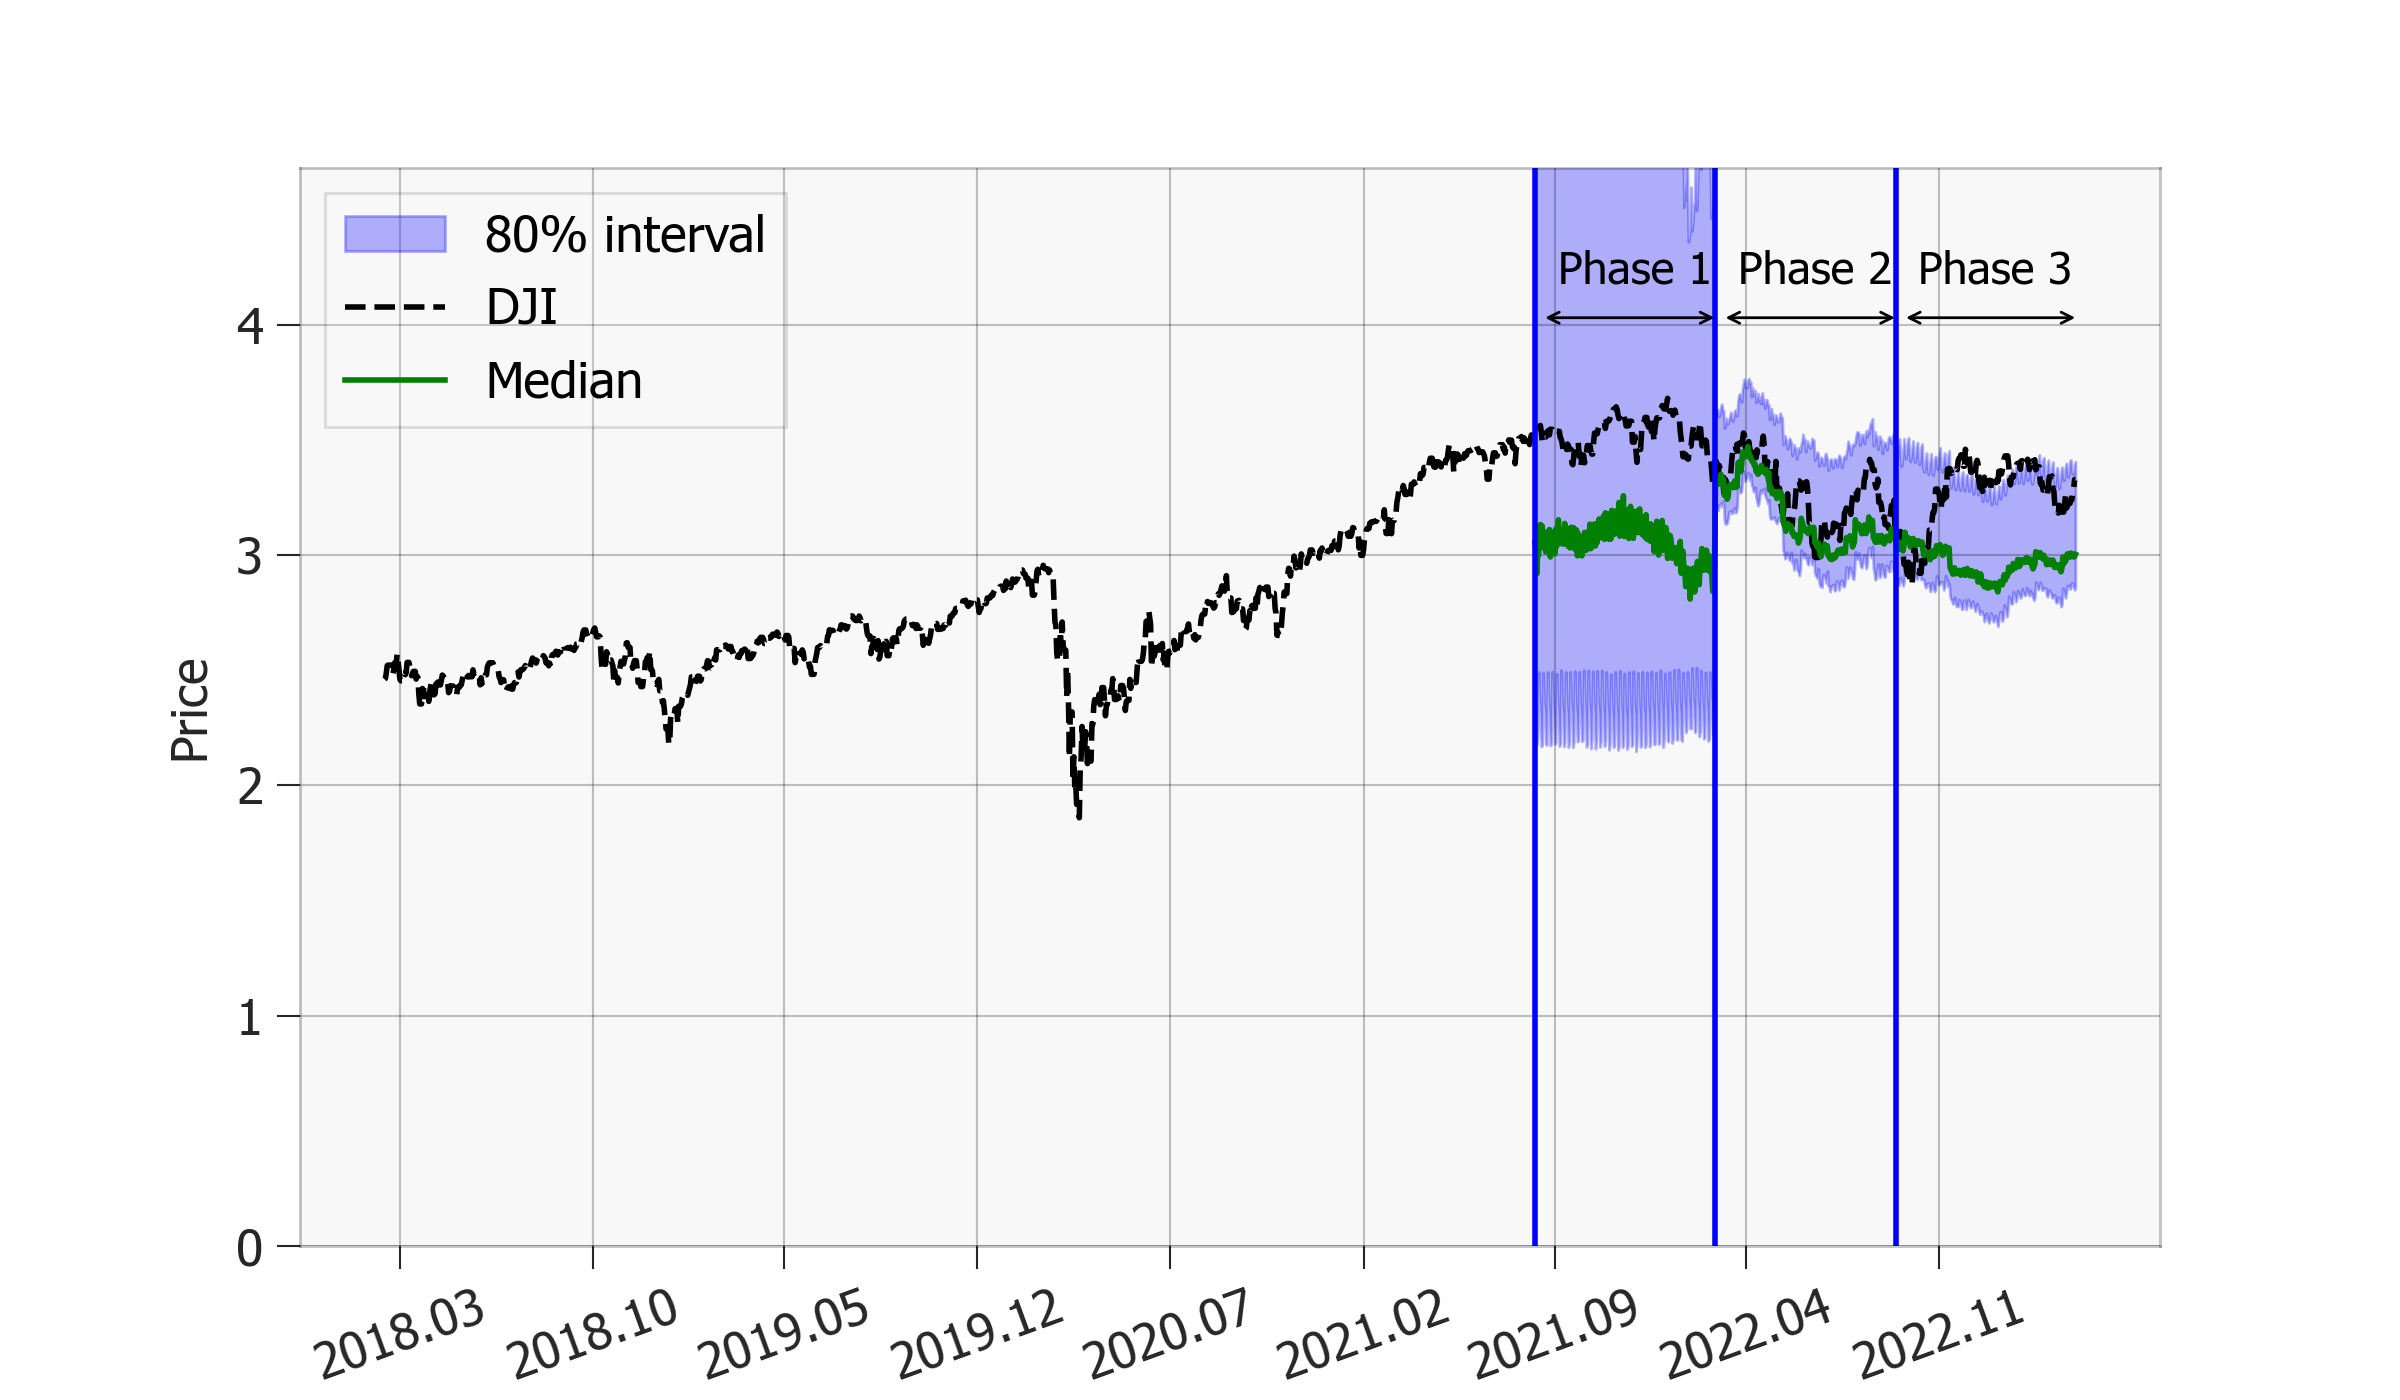 80% interval
DJI
Median
Phase 1
Phase 2
Phase 3
4
3
2
1
0
Price
2018.03
2018.10
2019.05
2019.12
2020.07
2021.02
2021.09
2022.04
2022.11